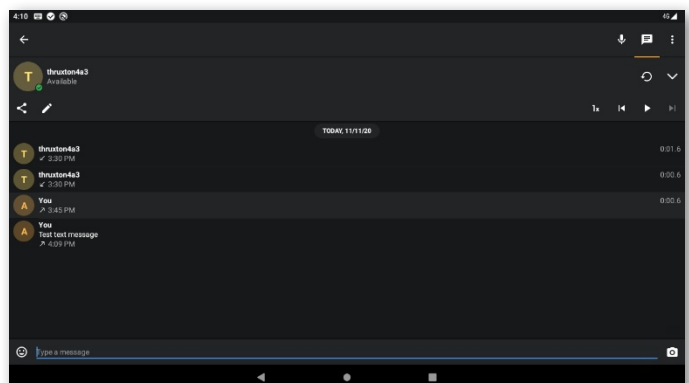 4:10
4G
T
thruxton4a3
Available
1x
TODAY, 11/11/20
T
thruxton4a3
↙ 3:30 PM
0:01.6
T
thruxton4a3
↙ 3:30 PM
0:00.6
A
You
↗ 3:45 PM
0:00.6
A
You
Test text message
↗ 4:09 PM
Type a message